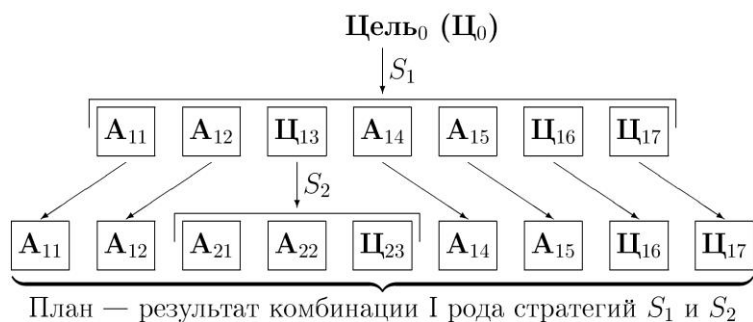 Цель₀ (Ц₀)
S₁
А₁₁ А₁₂ Ц₁₃ А₁₄ А₁₅ Ц₁₆ Ц₁₇
S₂
А₁₁ А₁₂ А₂₁ А₂₂ Ц₂₃ А₁₄ А₁₅ Ц₁₆ Ц₁₇
План — результат комбинации I рода стратегий S₁ и S₂